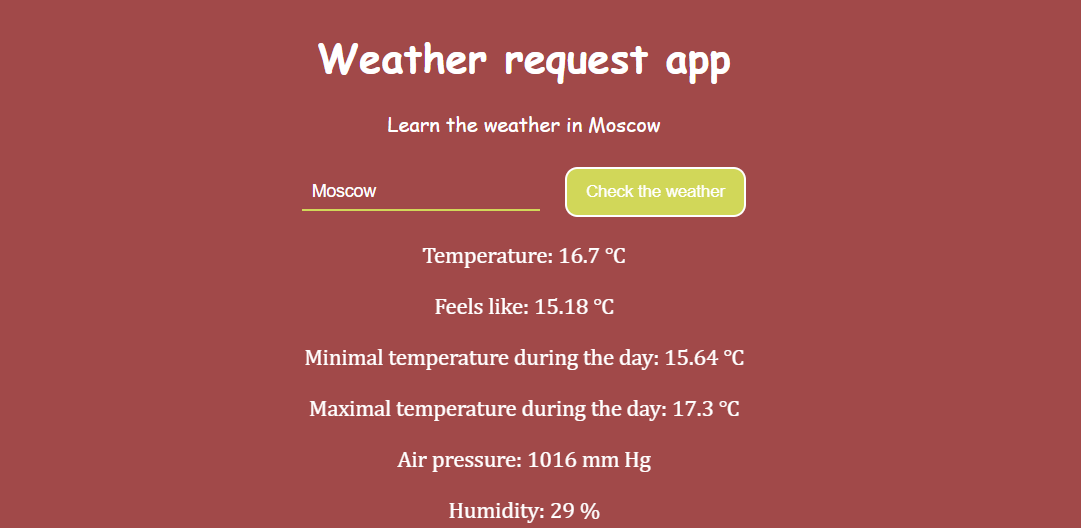 Weather request app
Learn the weather in Moscow
Moscow
Check the weather
Temperature: 16.7 ℃
Feels like: 15.18 ℃
Minimal temperature during the day: 15.64 ℃
Maximal temperature during the day: 17.3 ℃
Air pressure: 1016 mm Hg
Humidity: 29 %